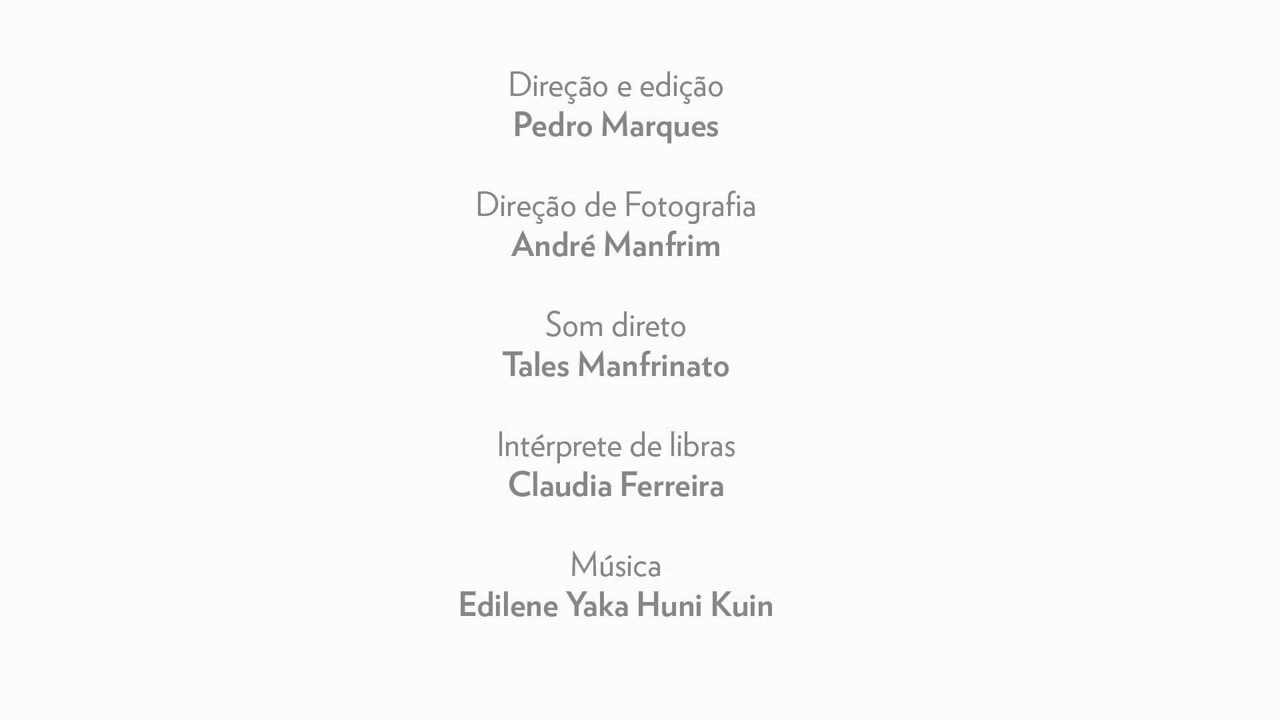 Direção e edição
Pedro Marques
Direção de Fotografia
André Manfrim
Som direto
Tales Manfrinato
Intérprete de libras
Claudia Ferreira
Música
Edilene Yaka Huni Kuin